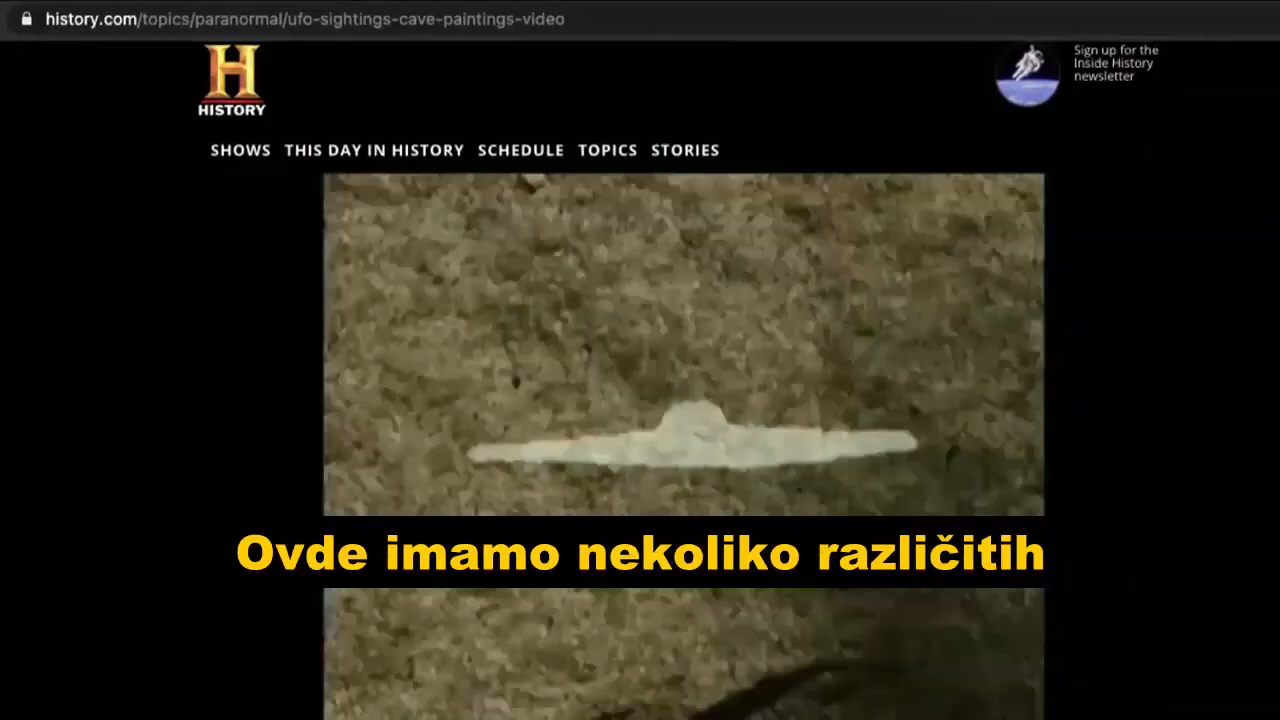 history.com/topics/paranormal/ufo-sightings-cave-paintings-video
H
HISTORY
Sign up for the
Inside History
newsletter
SHOWS THIS DAY IN HISTORY SCHEDULE TOPICS STORIES
Ovde imamo nekoliko različitih